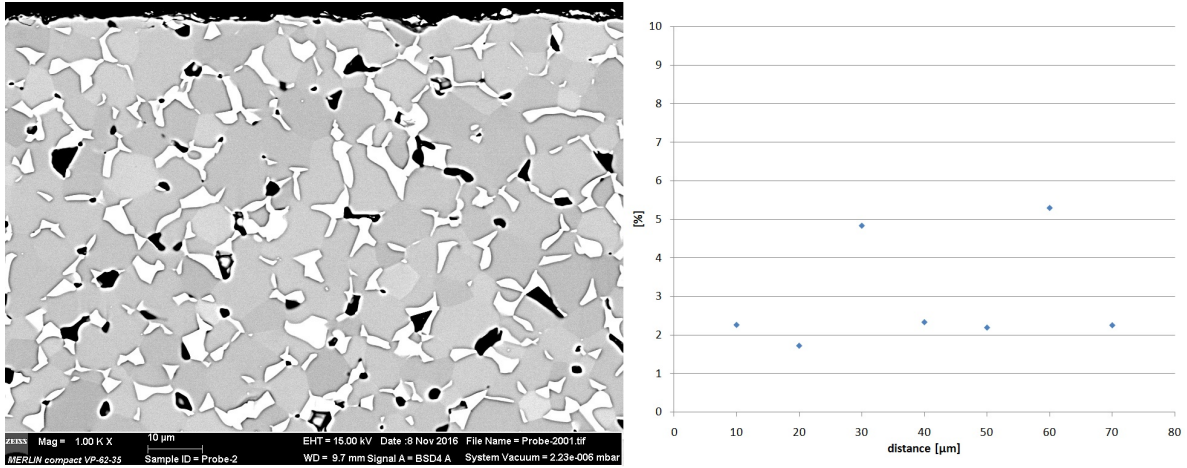 ZEISS
Mag = 1.00 K X
10 µm
EHT = 15.00 kV
Date :8 Nov 2016
File Name = Probe-2001.tif
MERLIN compact VP-62-35
Sample ID = Probe-2
WD = 9.7 mm
Signal A = BSD4 A
System Vacuum = 2.23e-006 mbar
10
9
8
7
6
5
4
3
2
1
0
[%]
0 10 20 30 40 50 60 70 80
distance [µm]